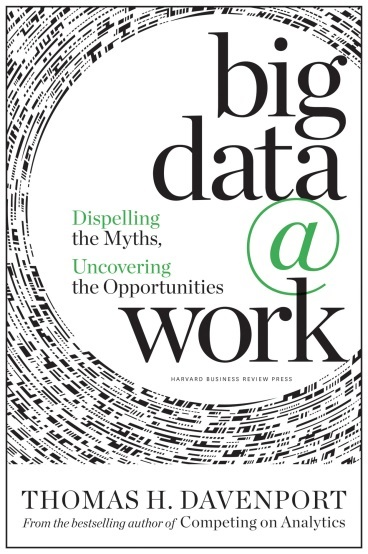 big
data
@
work
Dispelling
the Myths,
Uncovering
the Opportunities
HARVARD BUSINESS REVIEW PRESS
THOMAS H. DAVENPORT
From the bestselling author of Competing on Analytics